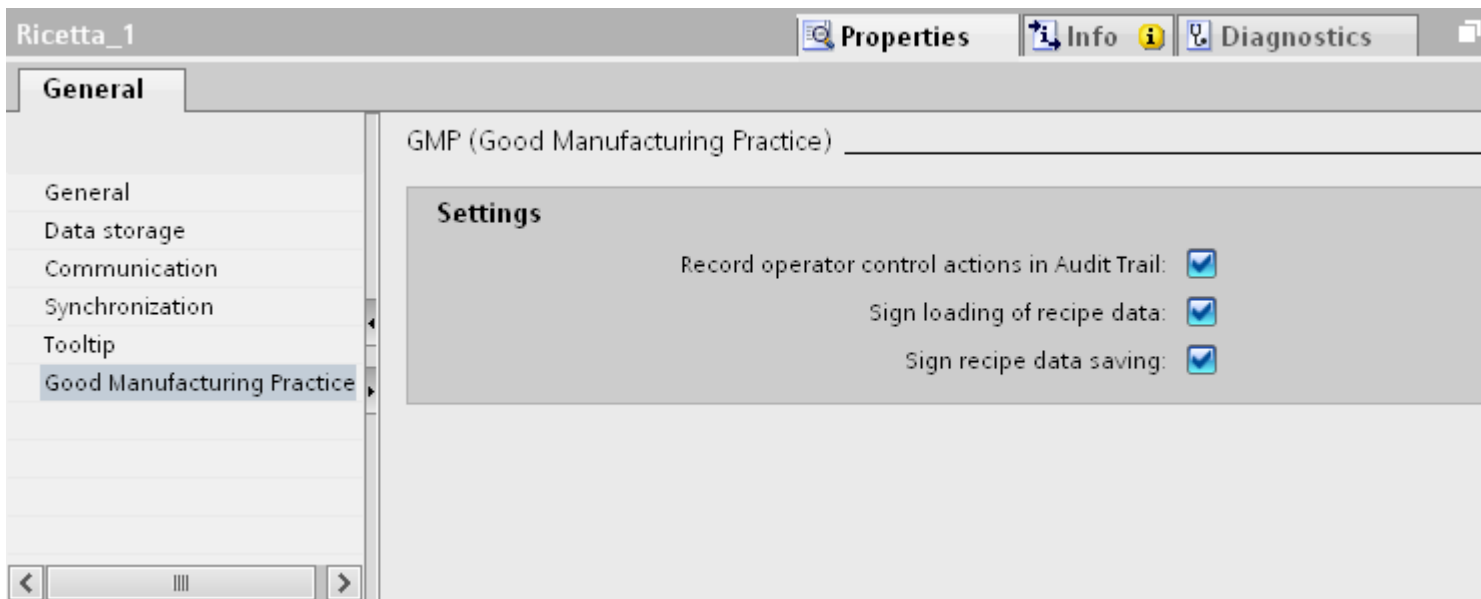 Ricetta_1
Properties
Info
Diagnostics
General
General
Data storage
Communication
Synchronization
Tooltip
Good Manufacturing Practice
GMP (Good Manufacturing Practice)
Settings
Record operator control actions in Audit Trail:
Sign loading of recipe data:
Sign recipe data saving: